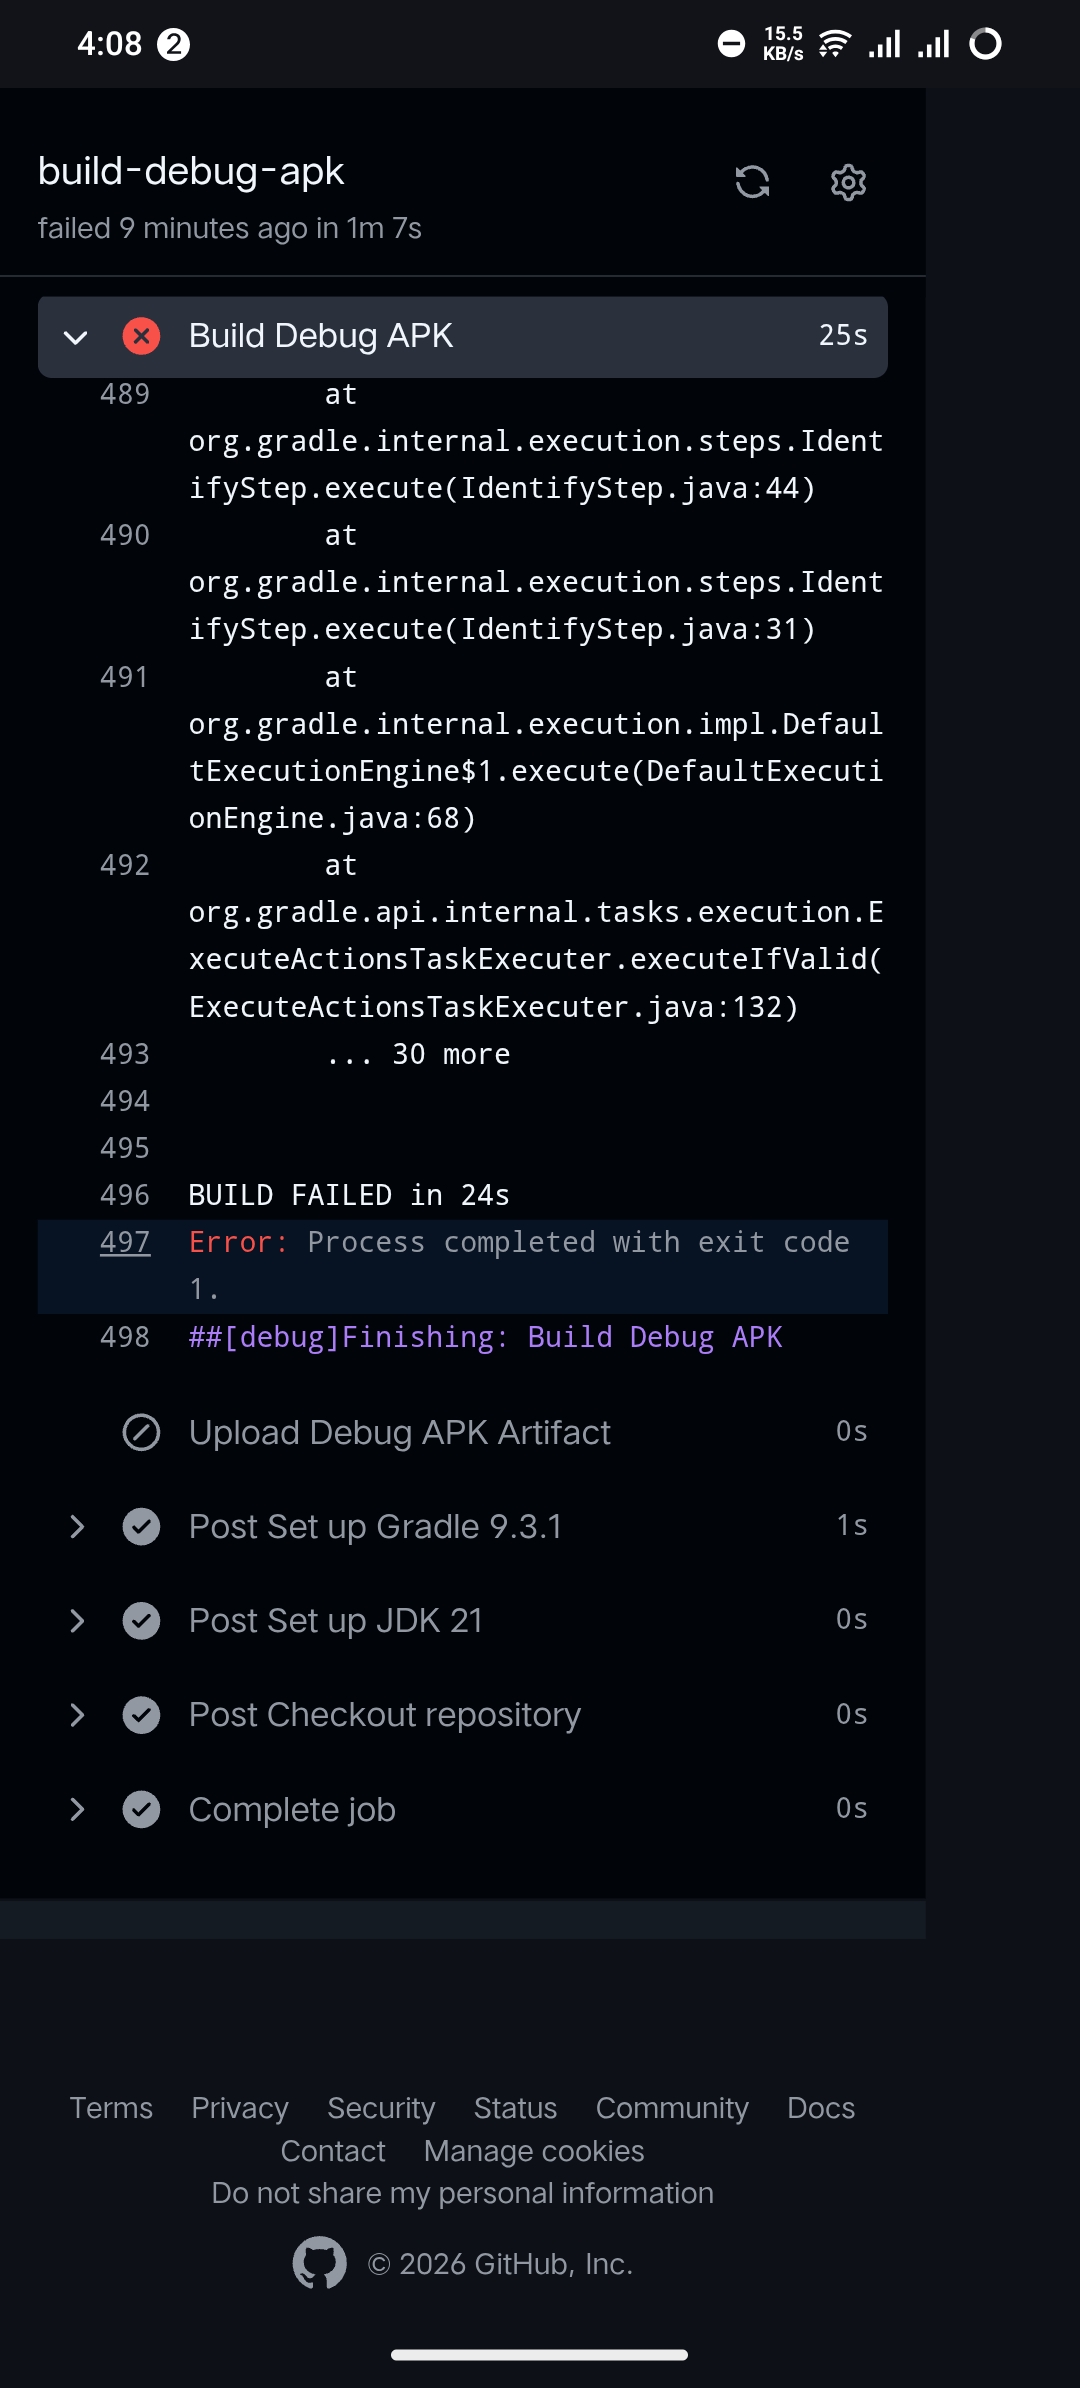 4:08 2 15.5 KB/s
build-debug-apk
failed 9 minutes ago in 1m 7s
Build Debug APK 25s
489 at
org.gradle.internal.execution.steps.Ident
ifyStep.execute(IdentifyStep.java:44)
490 at
org.gradle.internal.execution.steps.Ident
ifyStep.execute(IdentifyStep.java:31)
491 at
org.gradle.internal.execution.impl.Defaul
tExecutionEngine$1.execute(DefaultExecuti
onEngine.java:68)
492 at
org.gradle.api.internal.tasks.execution.E
xecuteActionsTaskExecuter.executeIfValid(
ExecuteActionsTaskExecuter.java:132)
493 ... 30 more
494
495
496 BUILD FAILED in 24s
497 Error: Process completed with exit code
1.
498 ##[debug]Finishing: Build Debug APK
Upload Debug APK Artifact 0s
Post Set up Gradle 9.3.1 1s
Post Set up JDK 21 0s
Post Checkout repository 0s
Complete job 0s
Terms Privacy Security Status Community Docs
Contact Manage cookies
Do not share my personal information
© 2026 GitHub, Inc.